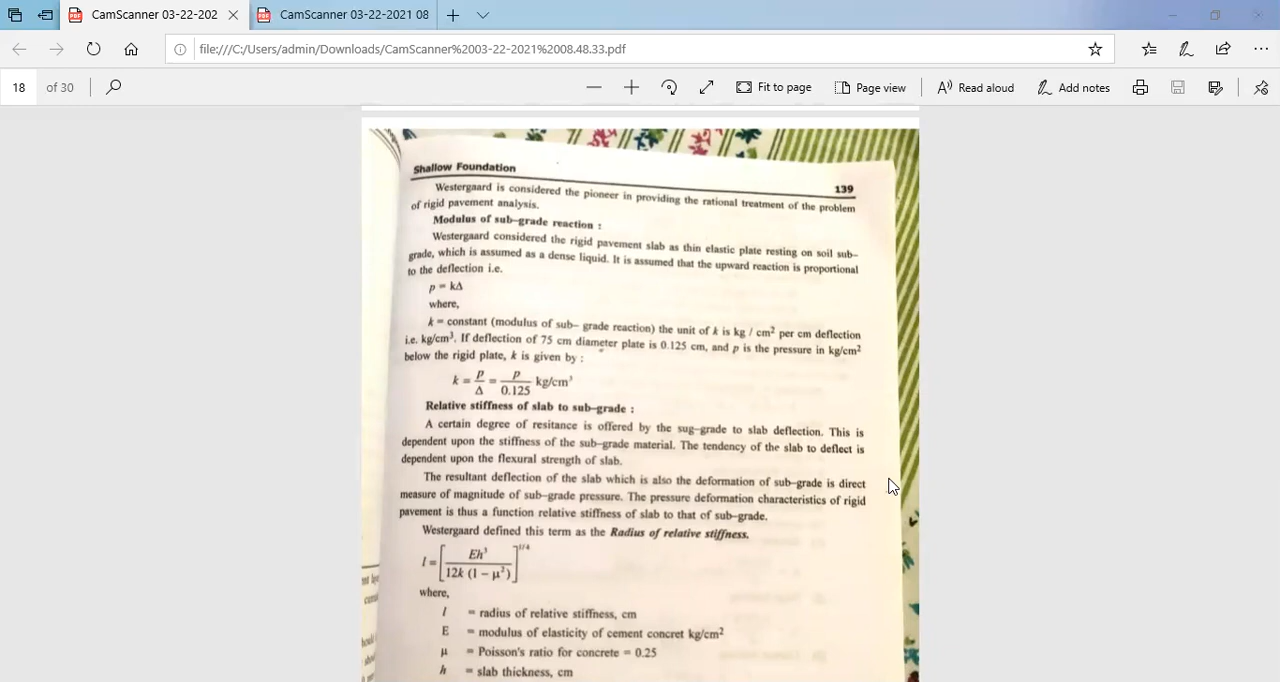 CamScanner 03-22-202
CamScanner 03-22-2021 08
file:///C:/Users/admin/Downloads/CamScanner%2003-22-2021%2008.48.33.pdf
18 of 30
Fit to page
Page view
Read aloud
Add notes
Shallow Foundation 139
Westergaard is considered the pioneer in providing the rational treatment of the problem
of rigid pavement analysis.
Modulus of sub-grade reaction :
Westergaard considered the rigid pavement slab as thin elastic plate resting on soil sub-
grade, which is assumed as a dense liquid. It is assumed that the upward reaction is proportional
to the deflection i.e.
p = kΔ
where,
k = constant (modulus of sub- grade reaction) the unit of k is kg / cm² per cm deflection
i.e. kg/cm³. If deflection of 75 cm diameter plate is 0.125 cm, and p is the pressure in kg/cm²
below the rigid plate, k is given by :
k = p/Δ = p/0.125 kg/cm³
Relative stiffness of slab to sub-grade :
A certain degree of resitance is offered by the sug-grade to slab deflection. This is
dependent upon the stiffness of the sub-grade material. The tendency of the slab to deflect is
dependent upon the flexural strength of slab.
The resultant deflection of the slab which is also the deformation of sub-grade is direct
measure of magnitude of sub-grade pressure. The pressure deformation characteristics of rigid
pavement is thus a function relative stiffness of slab to that of sub-grade.
Westergaard defined this term as the Radius of relative stiffness.
l = [Eh³ / 12k (1 − μ²)]^1/4
where,
l = radius of relative stiffness, cm
E = modulus of elasticity of cement concret kg/cm²
μ = Poisson's ratio for concrete = 0.25
h = slab thickness, cm